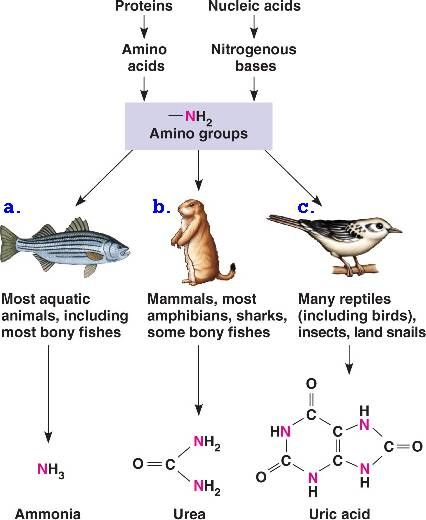 Proteins
Nucleic acids
Amino
acids
Nitrogenous
bases
—NH₂
Amino groups
a.
b.
c.
Most aquatic
animals, including
most bony fishes
Mammals, most
amphibians, sharks,
some bony fishes
Many reptiles
(including birds),
insects, land snails
NH₃
O
C
NH₂
NH₂
O
C
HN
C
O
N
H
C
C
H
N
C
O
N
H
Ammonia
Urea
Uric acid